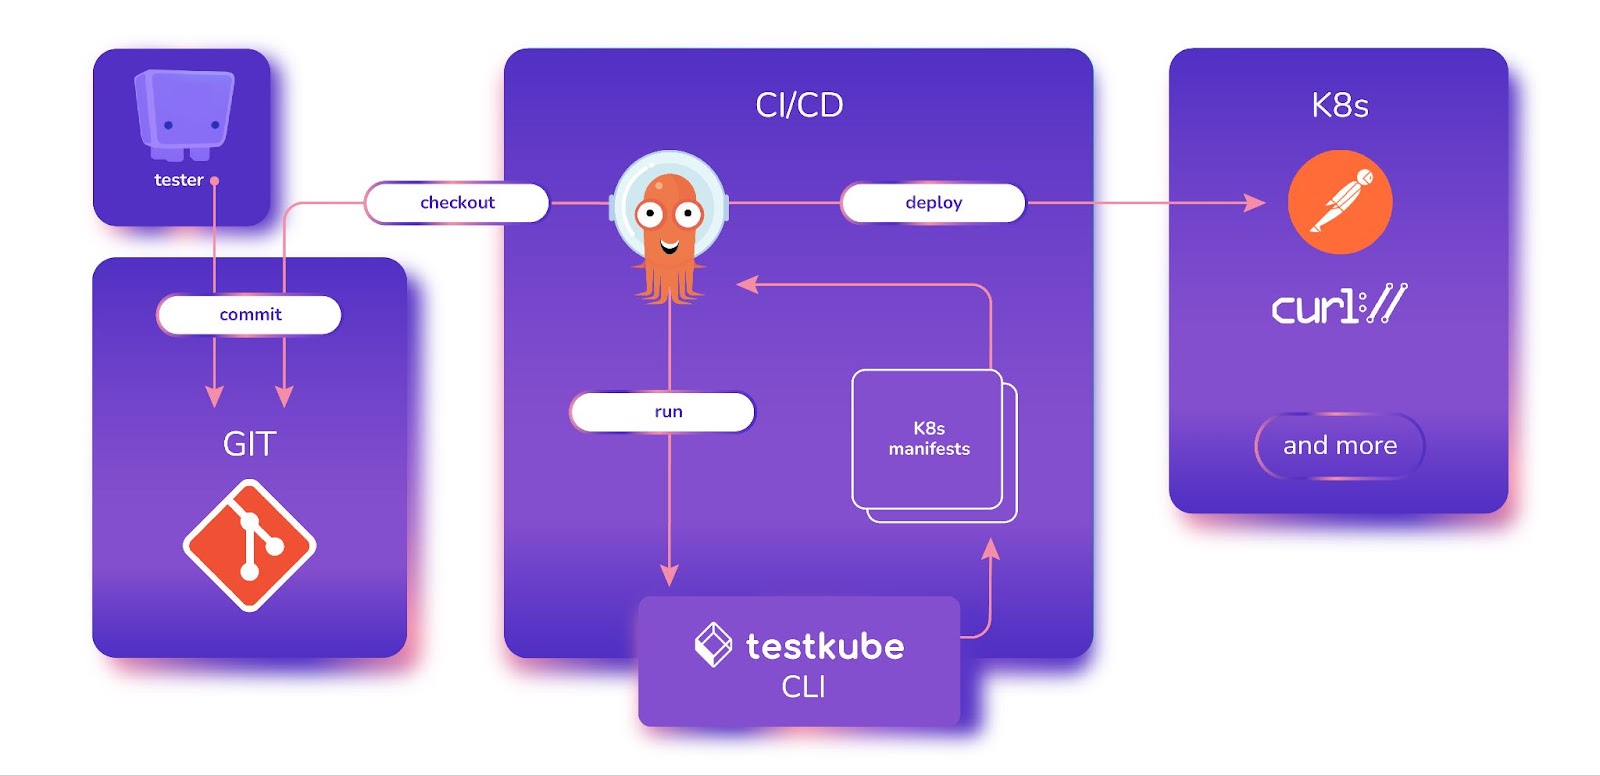 tester
commit
GIT
checkout
CI/CD
deploy
run
K8s
manifests
testkube
CLI
K8s
curl://
and more